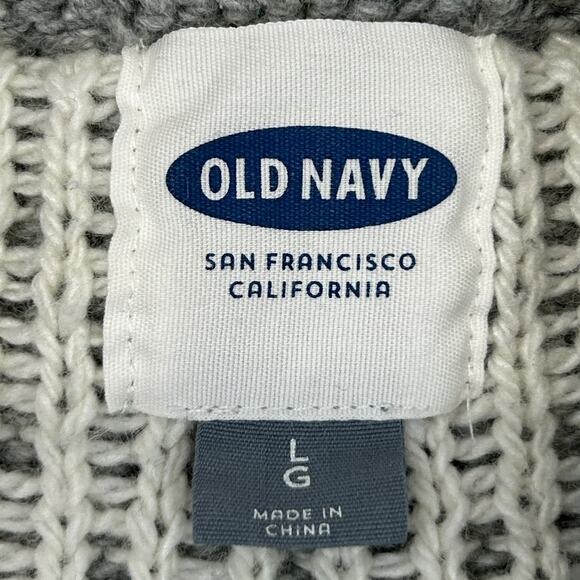 OLD NAVY
SAN FRANCISCO
CALIFORNIA
L
G
MADE IN
CHINA